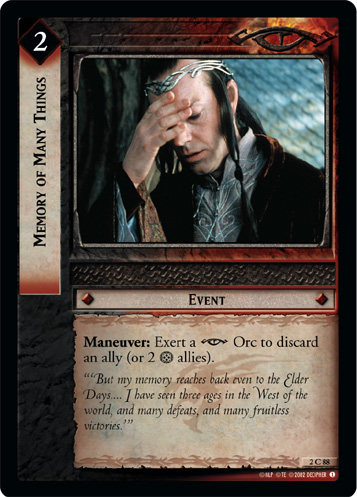 2
MEMORY OF MANY THINGS
EVENT
Maneuver: Exert a Orc to discard
an ally (or 2 allies).
"“But my memory reaches back even to the Elder
Days.... I have seen three ages in the West of the
world, and many defeats, and many fruitless
victories.’”
2 C 88
©NLP ™TE ©2002 DECIPHER